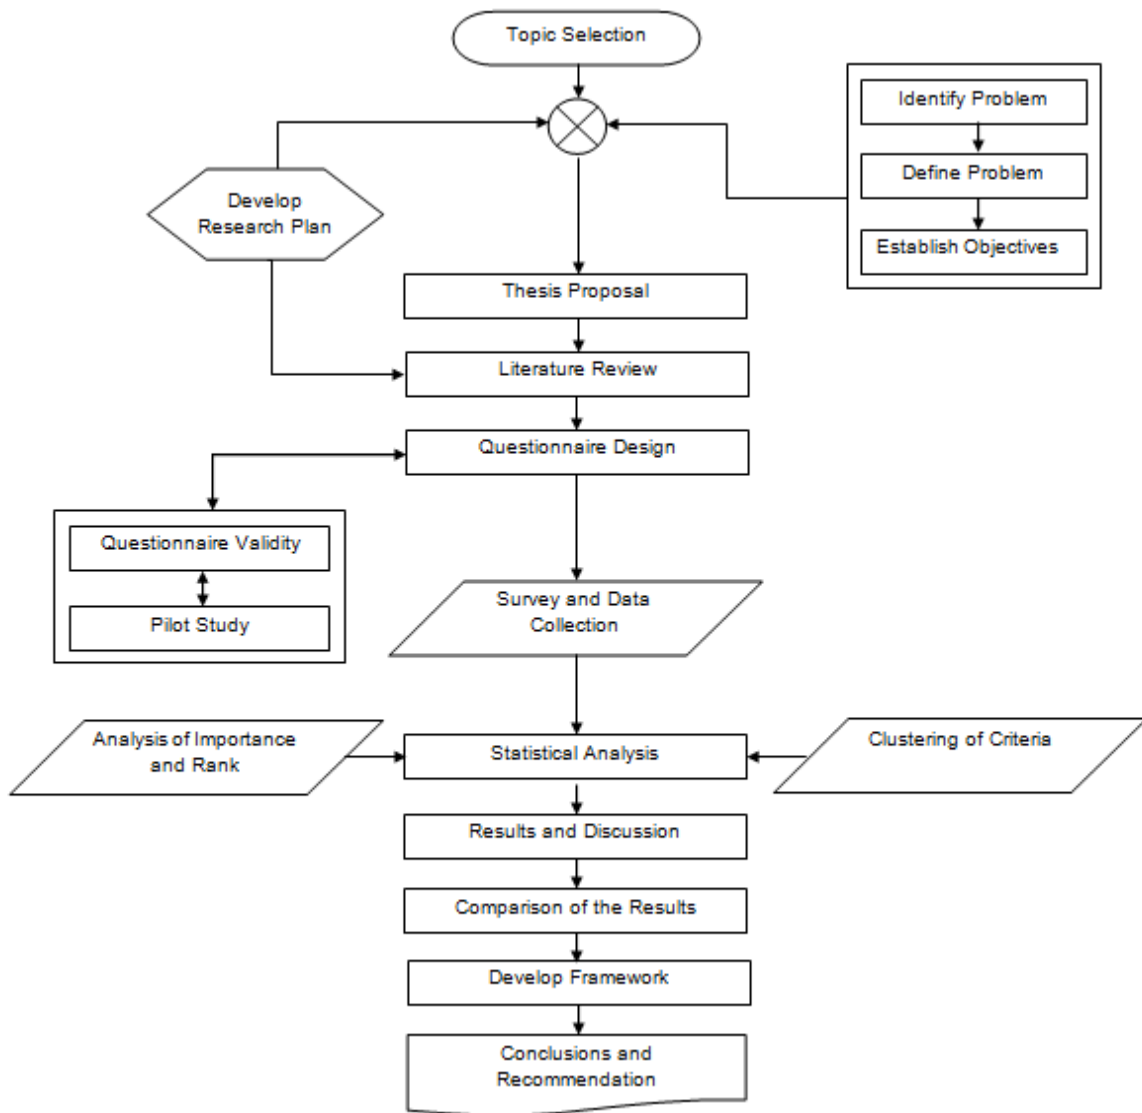 Topic Selection
Identify Problem
Define Problem
Establish Objectives
Develop
Research Plan
Thesis Proposal
Literature Review
Questionnaire Design
Questionnaire Validity
Pilot Study
Survey and Data
Collection
Analysis of Importance
and Rank
Statistical Analysis
Clustering of Criteria
Results and Discussion
Comparison of the Results
Develop Framework
Conclusions and
Recommendation